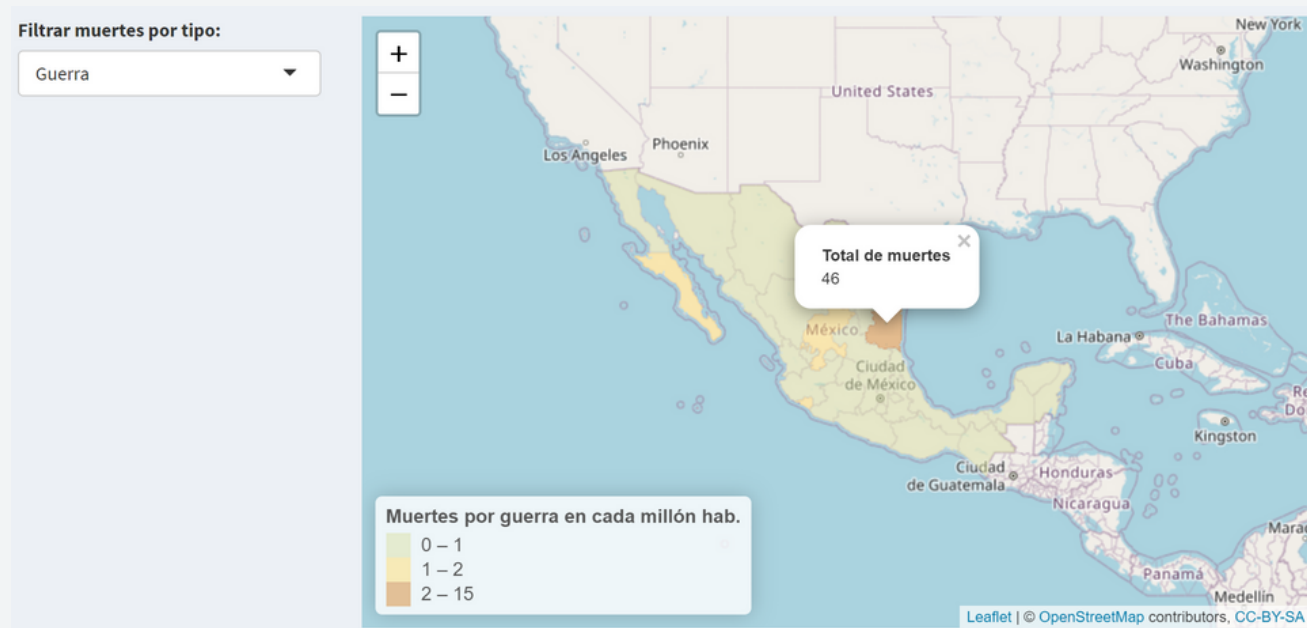 Filtrar muertes por tipo:
Guerra
+
−
New York
Washington
United States
Los Angeles
Phoenix
Total de muertes
×
46
México
La Habana
The Bahamas
Cuba
Ciudad
de México
Kingston
Ciudad
de Guatemala
Honduras
Nicaragua
Panamá
Medellín
Muertes por guerra en cada millón hab.
0 – 1
1 – 2
2 – 15
Leaflet | © OpenStreetMap contributors, CC-BY-SA